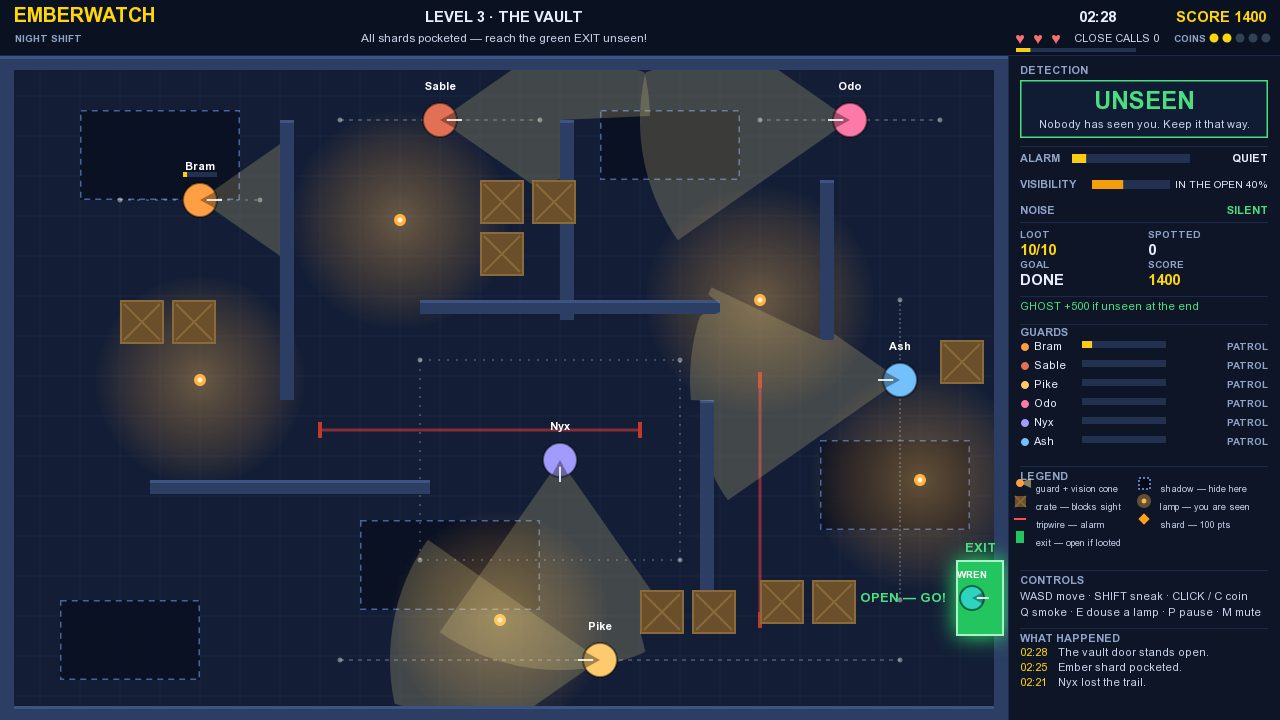 EMBERWATCH
NIGHT SHIFT
LEVEL 3 · THE VAULT
All shards pocketed — reach the green EXIT unseen!
02:28
SCORE 1400
CLOSE CALLS 0
COINS
DETECTION
UNSEEN
Nobody has seen you. Keep it that way.
ALARM
QUIET
VISIBILITY
IN THE OPEN 40%
NOISE
SILENT
LOOT
SPOTTED
10/10
0
GOAL
SCORE
DONE
1400
GHOST +500 if unseen at the end
GUARDS
Bram
PATROL
Sable
PATROL
Pike
PATROL
Odo
PATROL
Nyx
PATROL
Ash
PATROL
LEGEND
guard + vision cone
shadow — hide here
crate — blocks sight
lamp — you are seen
tripwire — alarm
shard — 100 pts
exit — open if looted
CONTROLS
WASD move · SHIFT sneak · CLICK / C coin
Q smoke · E douse a lamp · P pause · M mute
WHAT HAPPENED
02:28 The vault door stands open.
02:25 Ember shard pocketed.
02:21 Nyx lost the trail.
Sable
Odo
Bram
Ash
Nyx
EXIT
WREN
OPEN — GO!
Pike